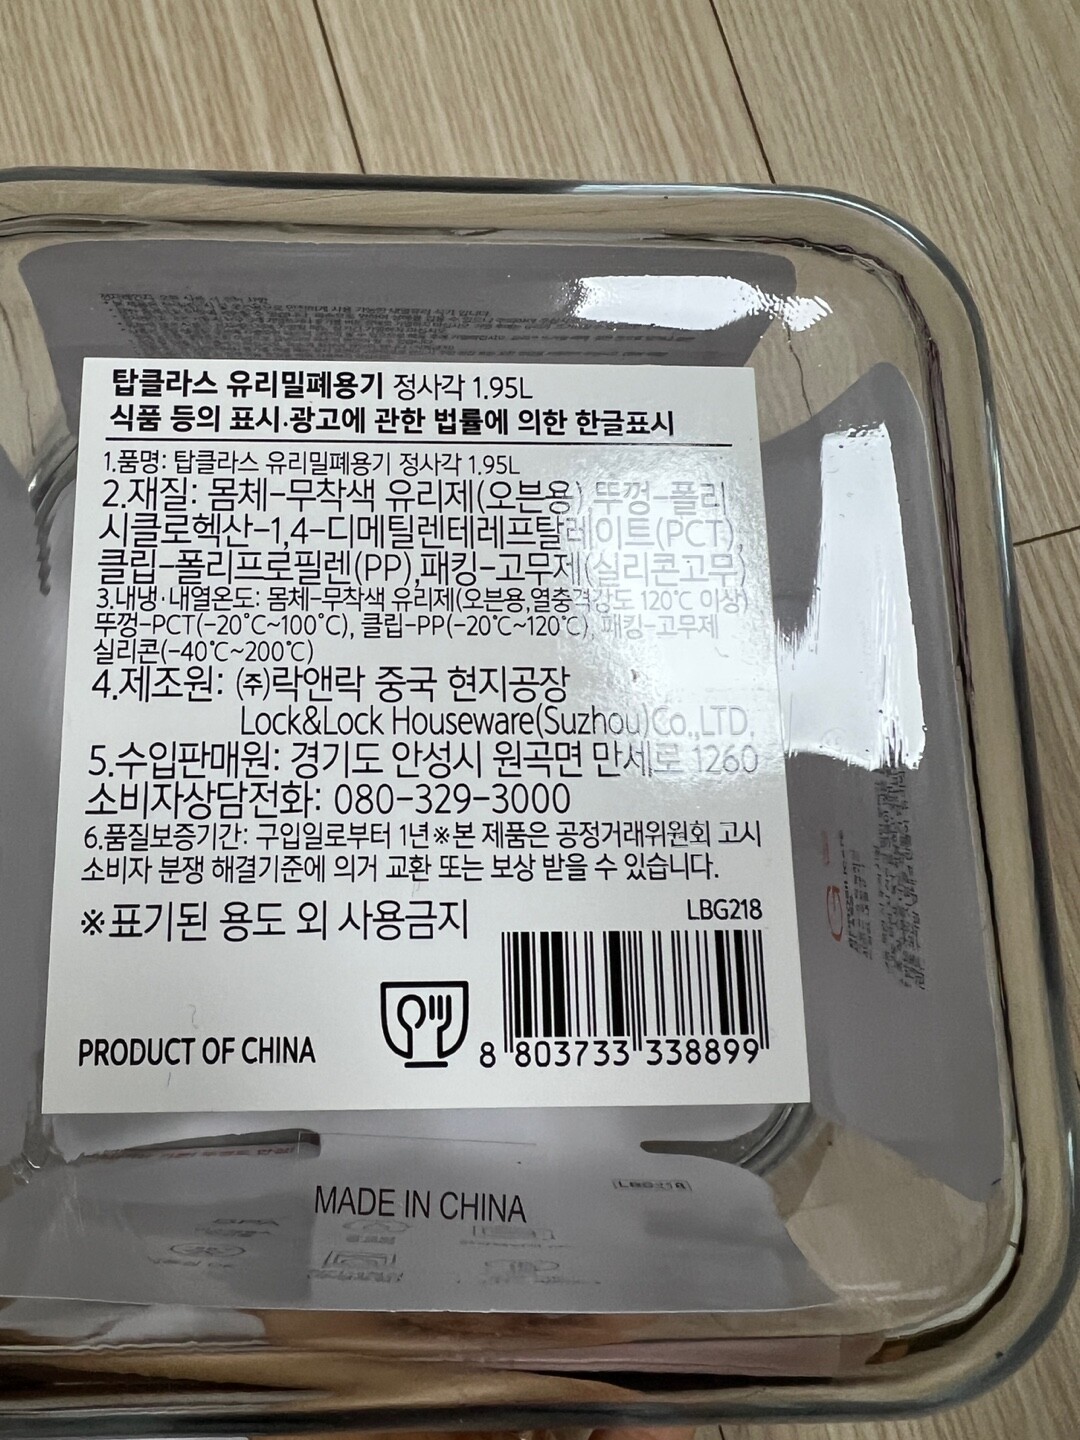 탑클라스 유리밀폐용기 정사각 1.95L
식품 등의 표시·광고에 관한 법률에 의한 한글표시
1.품명: 탑클라스 유리밀폐용기 정사각 1.95L
2.재질: 몸체-무착색 유리제(오븐용),뚜껑-폴리
시클로헥산-1,4-디메틸렌테레프탈레이트(PCT),
클립-폴리프로필렌(PP),패킹-고무제(실리콘고무)
3.내냉·내열온도: 몸체-무착색 유리제(오븐용,열충격강도 120℃ 이상)
뚜껑-PCT(-20℃~100℃), 클립-PP(-20℃~120℃), 패킹-고무제
실리콘(-40℃~200℃)
4.제조원: ㈜락앤락 중국 현지공장
Lock&Lock Houseware(Suzhou)Co.,LTD.
5.수입판매원: 경기도 안성시 원곡면 만세로 1260
소비자상담전화: 080-329-3000
6.품질보증기간: 구입일로부터 1년※본 제품은 공정거래위원회 고시
소비자 분쟁 해결기준에 의거 교환 또는 보상 받을 수 있습니다.
※표기된 용도 외 사용금지
LBG218
PRODUCT OF CHINA
8 803733 338899
MADE IN CHINA